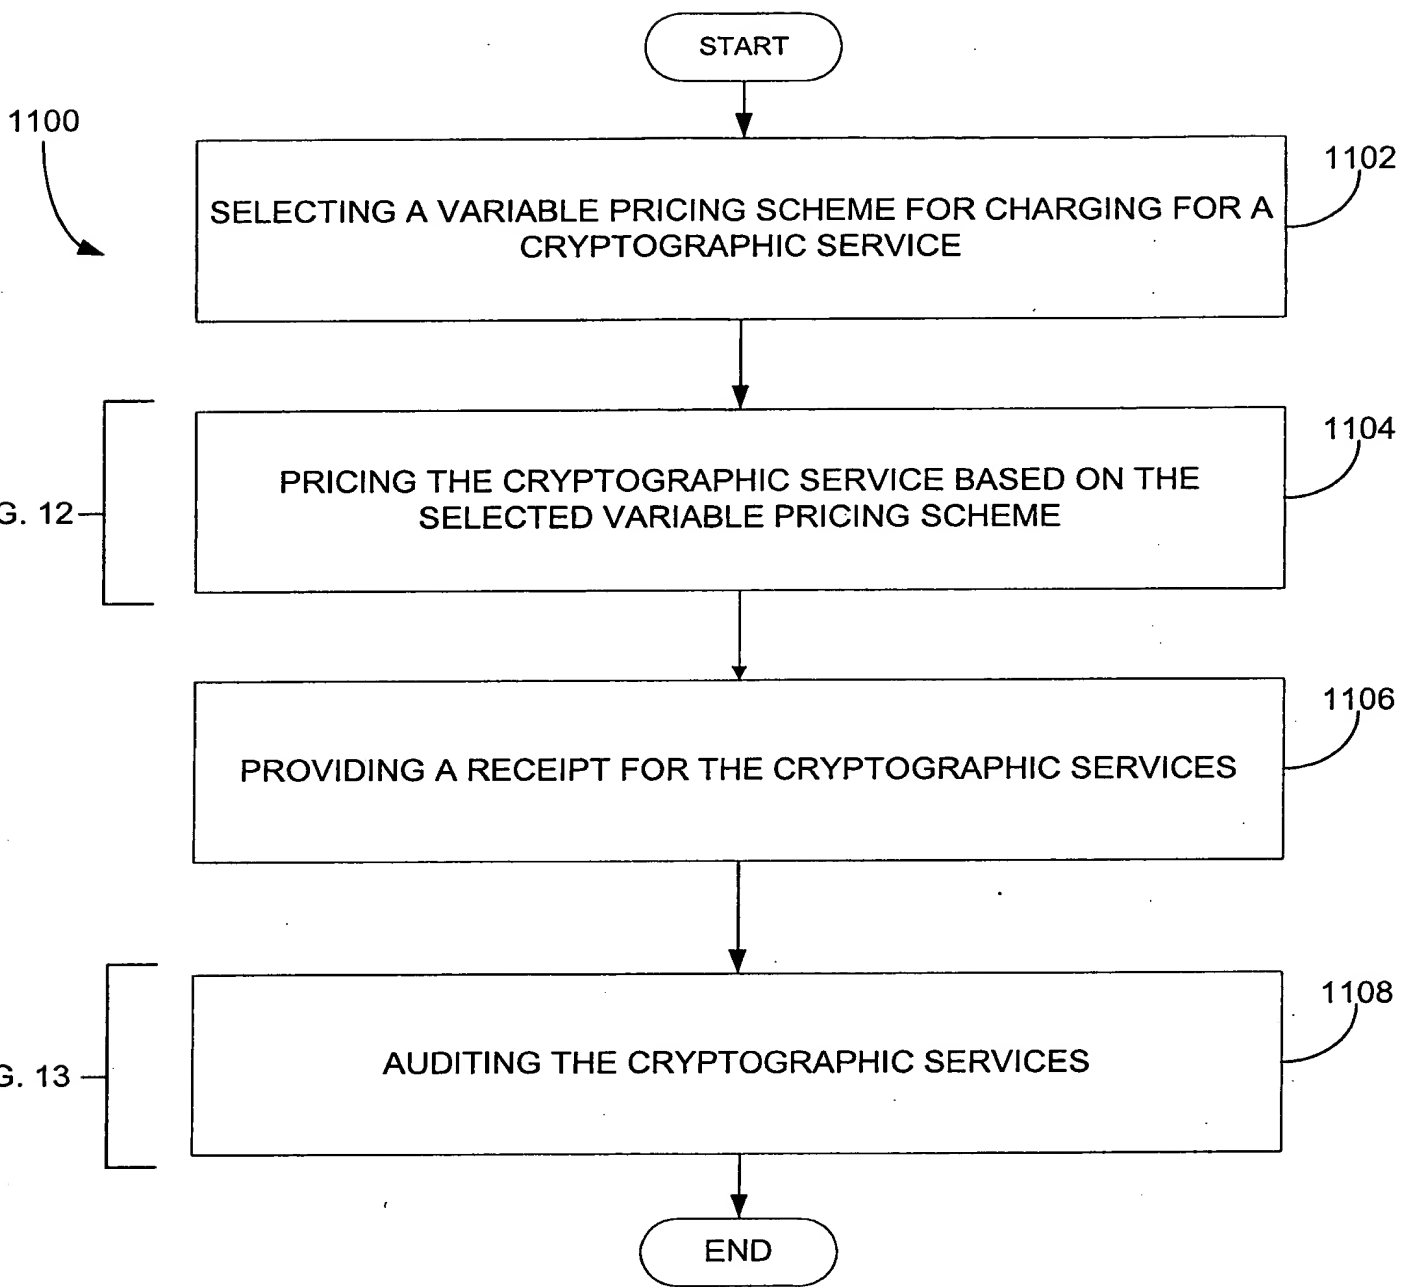 START
1100
1102
SELECTING A VARIABLE PRICING SCHEME FOR CHARGING FOR A
CRYPTOGRAPHIC SERVICE
1104
PRICING THE CRYPTOGRAPHIC SERVICE BASED ON THE
SELECTED VARIABLE PRICING SCHEME
G. 12
1106
PROVIDING A RECEIPT FOR THE CRYPTOGRAPHIC SERVICES
1108
AUDITING THE CRYPTOGRAPHIC SERVICES
G. 13
END